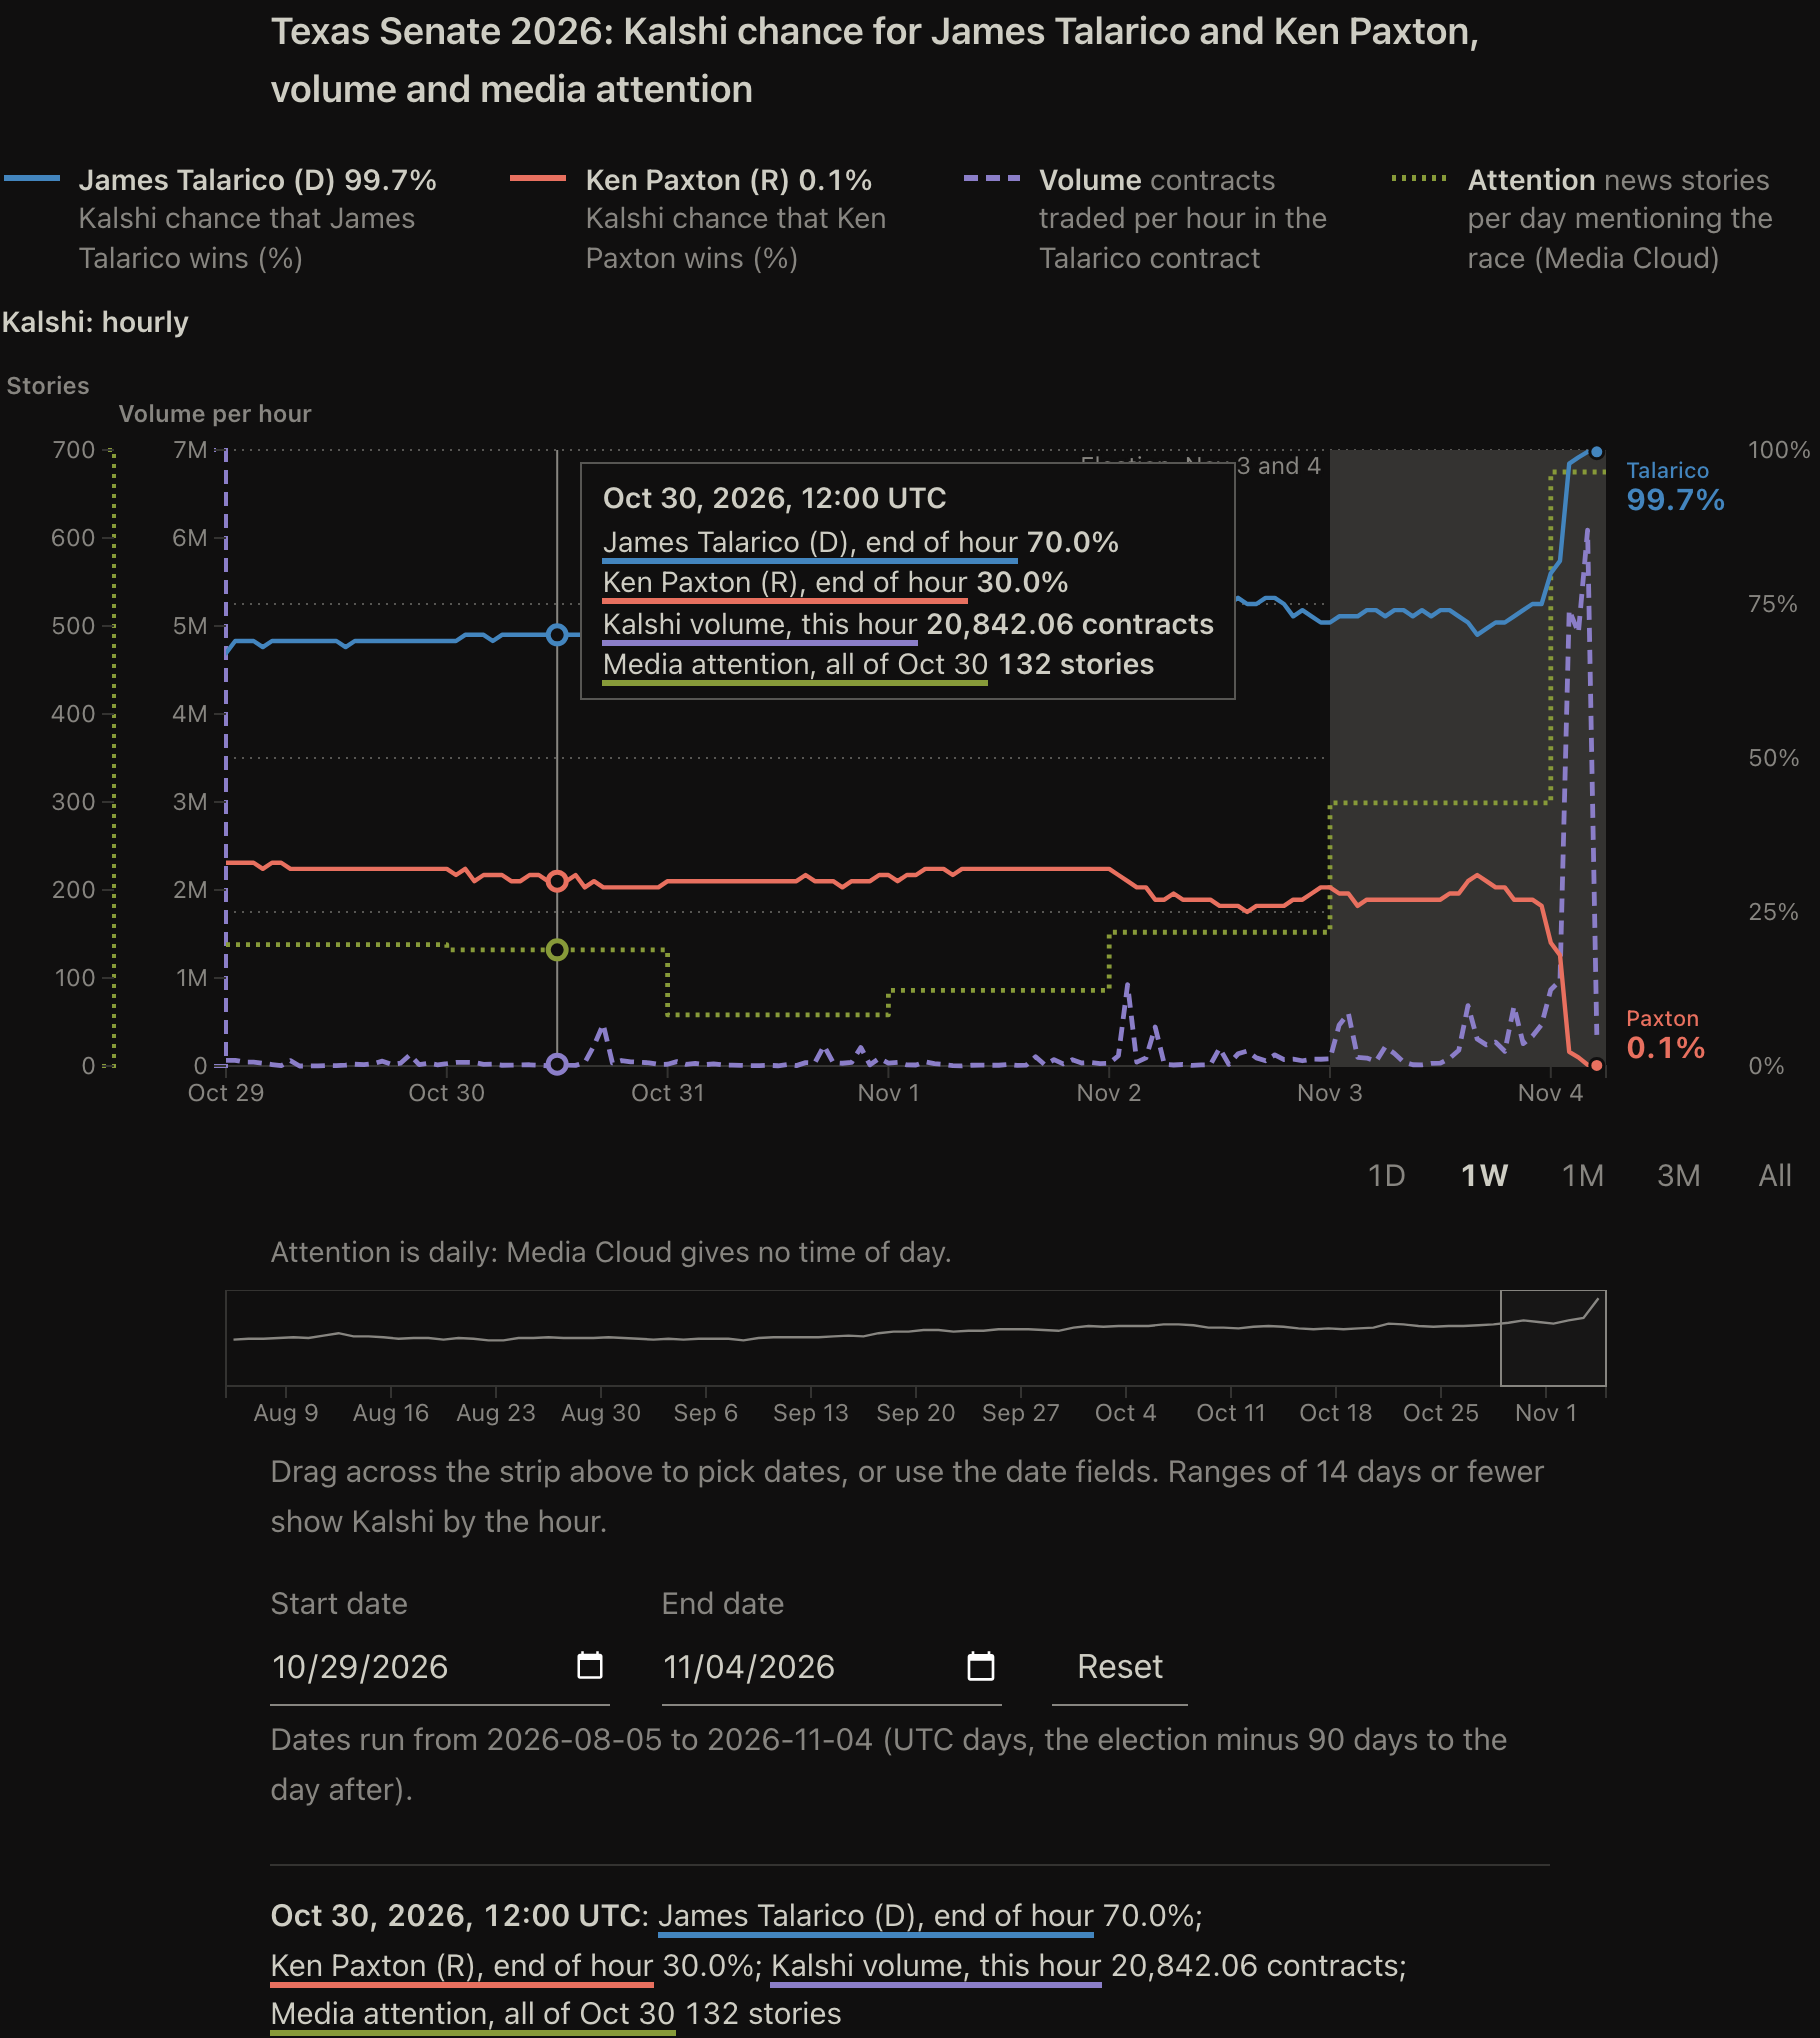 Texas Senate 2026: Kalshi chance for James Talarico and Ken Paxton,
volume and media attention
James Talarico (D) 99.7%
Kalshi chance that James
Talarico wins (%)
Ken Paxton (R) 0.1%
Kalshi chance that Ken
Paxton wins (%)
Volume contracts
traded per hour in the
Talarico contract
Attention news stories
per day mentioning the
race (Media Cloud)
Kalshi: hourly
Stories
Volume per hour
700
600
500
400
300
200
100
0
7M
6M
5M
4M
3M
2M
1M
0
3 and 4
Oct 30, 2026, 12:00 UTC
James Talarico (D), end of hour 70.0%
Ken Paxton (R), end of hour 30.0%
Kalshi volume, this hour 20,842.06 contracts
Media attention, all of Oct 30 132 stories
100%
75%
50%
25%
0%
Talarico
99.7%
Paxton
0.1%
Oct 29
Oct 30
Oct 31
Nov 1
Nov 2
Nov 3
Nov 4
1D 1W 1M 3M All
Attention is daily: Media Cloud gives no time of day.
Aug 9
Aug 16
Aug 23
Aug 30
Sep 6
Sep 13
Sep 20
Sep 27
Oct 4
Oct 11
Oct 18
Oct 25
Nov 1
Drag across the strip above to pick dates, or use the date fields. Ranges of 14 days or fewer
show Kalshi by the hour.
Start date
10/29/2026
End date
11/04/2026
Reset
Dates run from 2026-08-05 to 2026-11-04 (UTC days, the election minus 90 days to the
day after).
Oct 30, 2026, 12:00 UTC: James Talarico (D), end of hour 70.0%;
Ken Paxton (R), end of hour 30.0%; Kalshi volume, this hour 20,842.06 contracts;
Media attention, all of Oct 30 132 stories